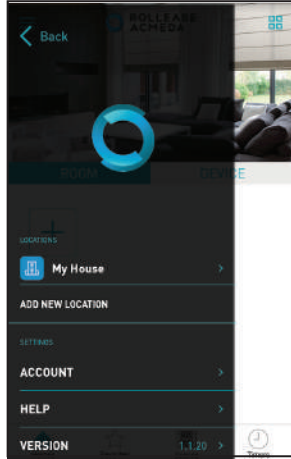 Back
ROLLEASE
ACMEDA
ROOM
DEVICE
LOCATIONS
My House
ADD NEW LOCATION
SETTINGS
ACCOUNT
HELP
VERSION 1.1.20
Timers